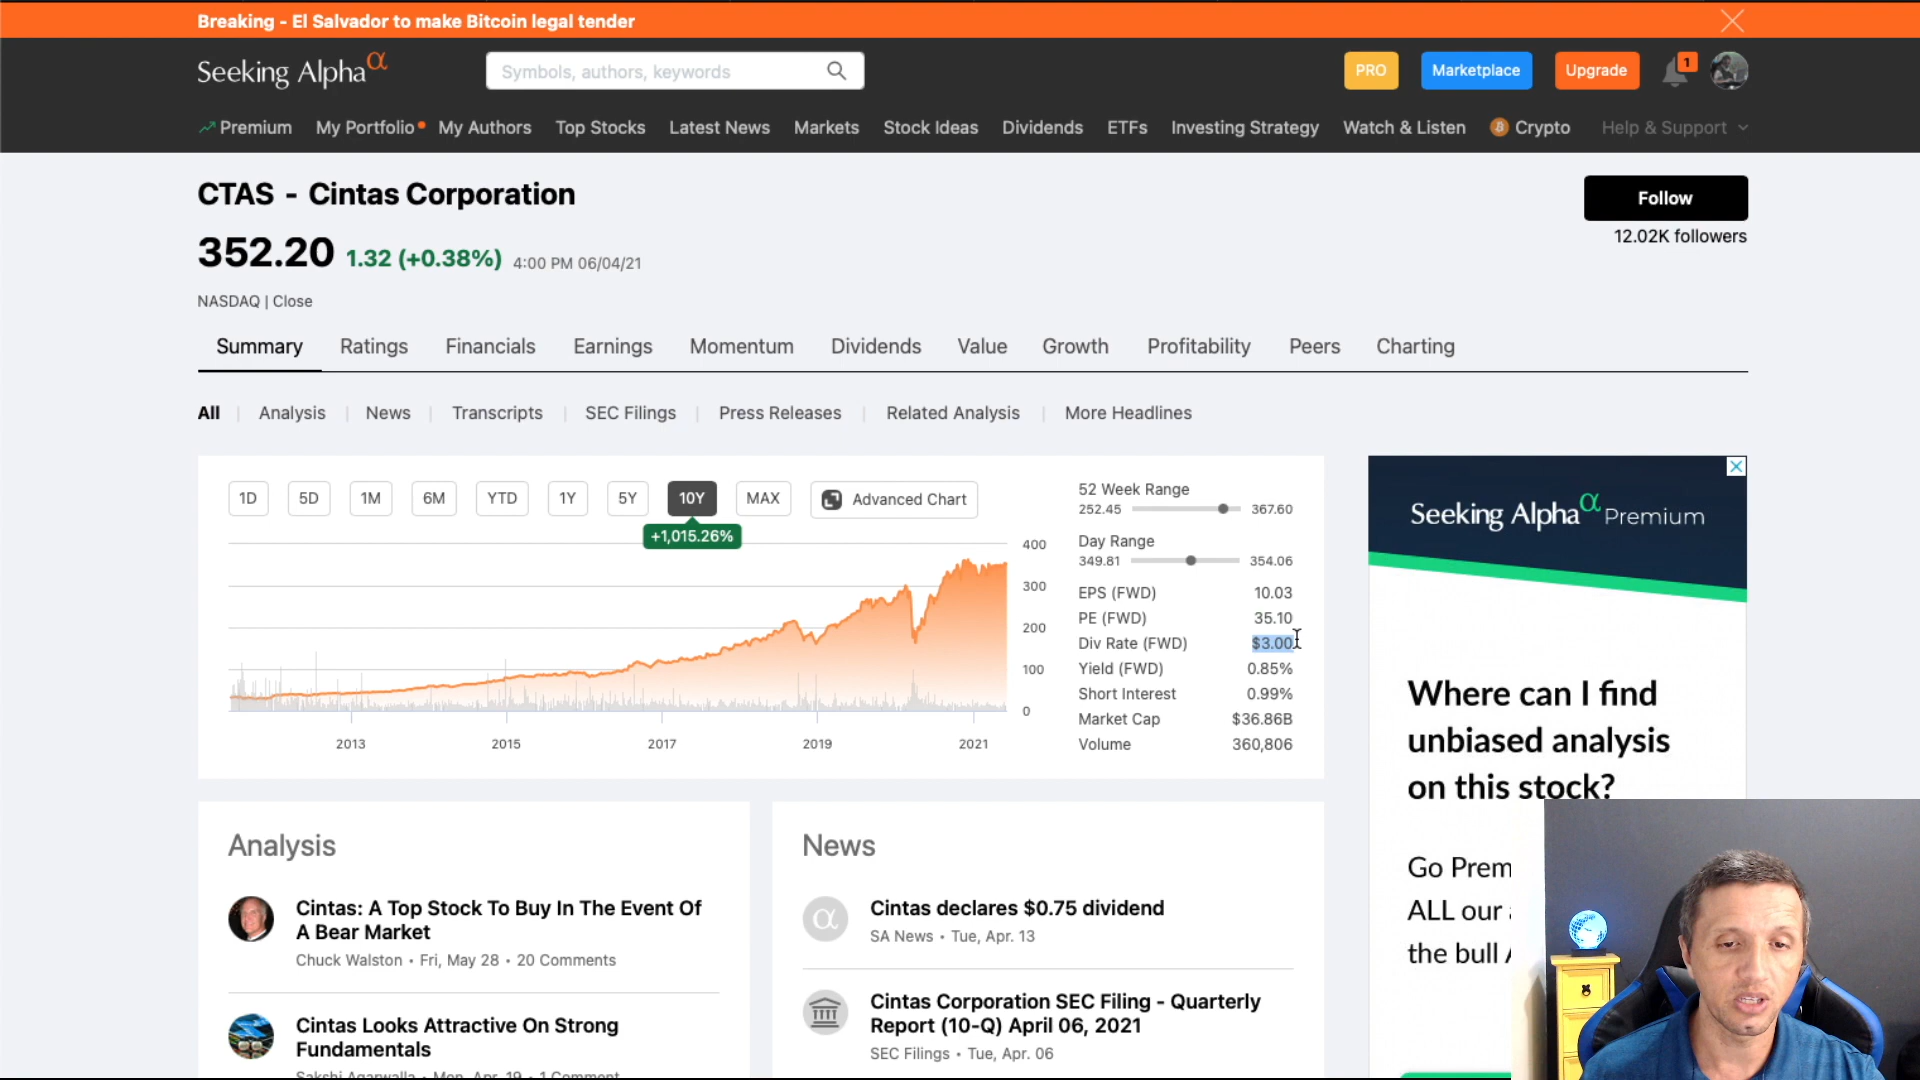 Breaking - El Salvador to make Bitcoin legal tender
Seeking Alpha α
Symbols, authors, keywords
PRO
Marketplace
Upgrade
1
Premium
My Portfolio
My Authors
Top Stocks
Latest News
Markets
Stock Ideas
Dividends
ETFs
Investing Strategy
Watch & Listen
Crypto
Help & Support
CTAS - Cintas Corporation
Follow
12.02K followers
352.20 1.32 (+0.38%) 4:00 PM 06/04/21
NASDAQ | Close
Summary
Ratings
Financials
Earnings
Momentum
Dividends
Value
Growth
Profitability
Peers
Charting
All | Analysis | News | Transcripts | SEC Filings | Press Releases | Related Analysis | More Headlines
1D
5D
1M
6M
YTD
1Y
5Y
10Y
MAX
Advanced Chart
+1,015.26%
400
300
200
100
0
2013
2015
2017
2019
2021
52 Week Range
252.45 367.60
Day Range
349.81 354.06
EPS (FWD) 10.03
PE (FWD) 35.10
Div Rate (FWD) $3.00
Yield (FWD) 0.85%
Short Interest 0.99%
Market Cap $36.86B
Volume 360,806
Seeking Alpha α Premium
Where can I find
unbiased analysis
on this stock?
Go Prem
ALL our
the bull
Analysis
Cintas: A Top Stock To Buy In The Event Of
A Bear Market
Chuck Walston • Fri, May 28 • 20 Comments
Cintas Looks Attractive On Strong
Fundamentals
Sakshi Agarwalla • Mon, Apr. 19 • 1 Comment
News
α
Cintas declares $0.75 dividend
SA News • Tue, Apr. 13
Cintas Corporation SEC Filing - Quarterly
Report (10-Q) April 06, 2021
SEC Filings • Tue, Apr. 06